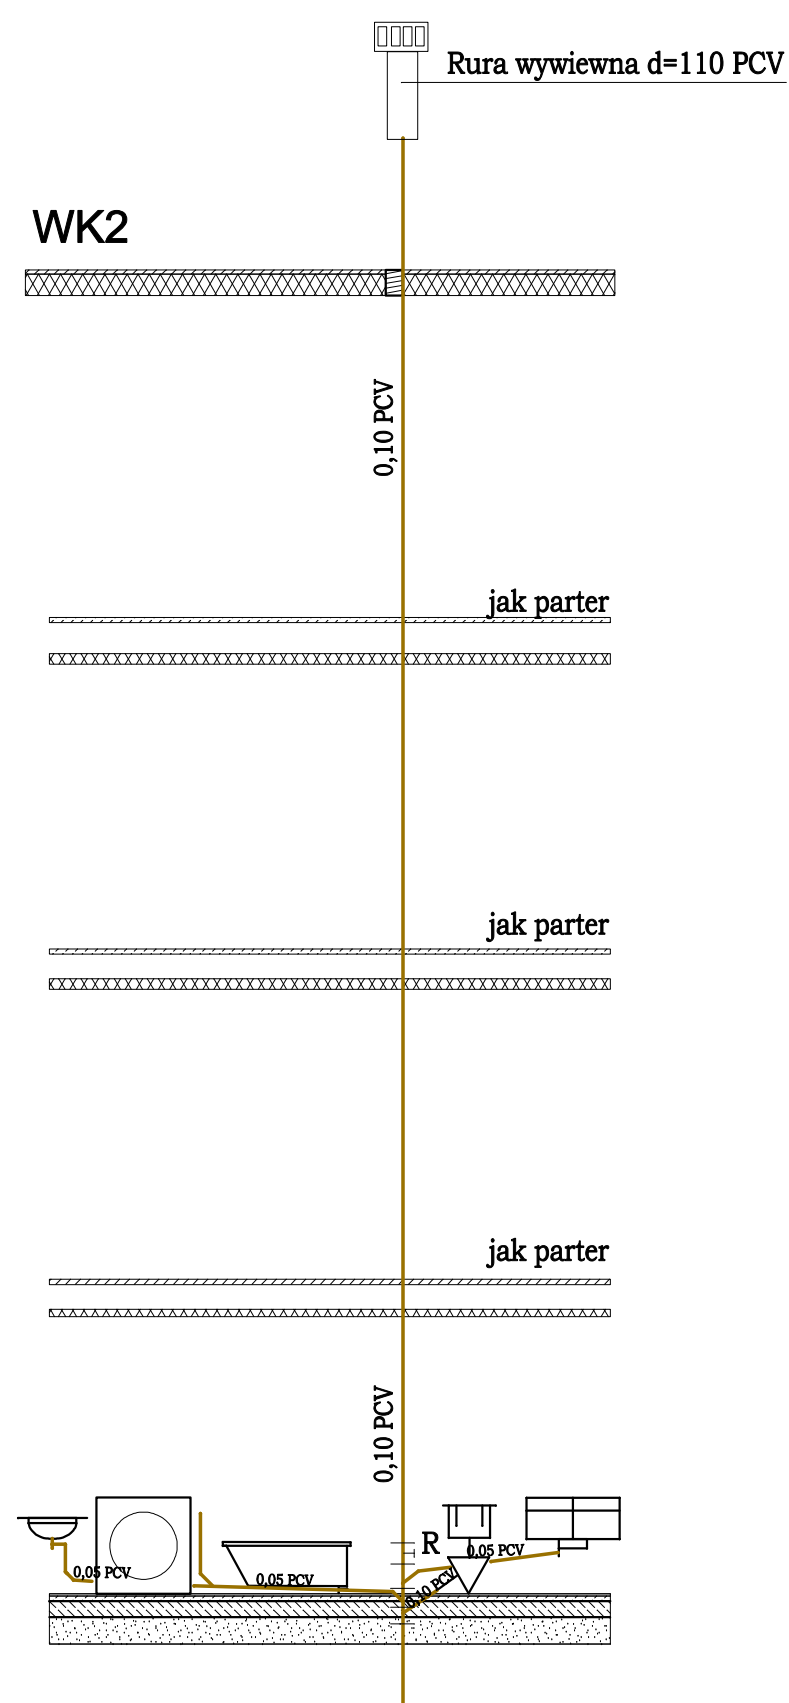 Rura wywiewna d=110 PCV
WK2
0,10 PCV
jak parter
jak parter
jak parter
0,10 PCV
R
0,05 PCV
0,05 PCV
0,05 PCV
0,10 PCV